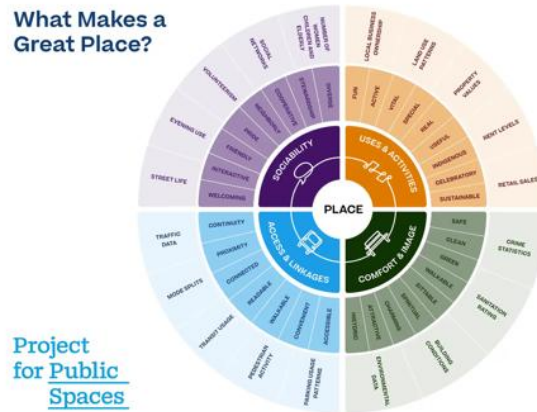 What Makes a
Great Place?
NUMBER OF
WOMEN
CHILDREN AND
ELDERLY
SOCIAL
NETWORKS
VOLUNTEERISM
EVENING USE
STREET LIFE
DIVERSE
STEWARDSHIP
COOPERATIVE
NEIGHBORLY
PRIDE
FRIENDLY
INTERACTIVE
WELCOMING
SOCIABILITY
LOCAL BUSINESS
OWNERSHIP
LAND USE
PATTERNS
PROPERTY
VALUES
RENT LEVELS
RETAIL SALES
FUN
ACTIVE
VITAL
SPECIAL
REAL
USEFUL
INDIGENOUS
CELEBRATORY
SUSTAINABLE
USES & ACTIVITIES
PLACE
TRAFFIC
DATA
MODE SPLITS
TRANSIT USAGE
PEDESTRIAN
ACTIVITY
PARKING USAGE
PATTERNS
CONTINUITY
PROXIMITY
CONNECTED
READABLE
WALKABLE
CONVENIENT
ACCESSIBLE
ACCESS & LINKAGES
CRIME
STATISTICS
SANITATION
RATING
BUILDING
CONDITIONS
ENVIRONMENTAL
DATA
SAFE
CLEAN
GREEN
WALKABLE
SITTABLE
SPIRITUAL
CHARMING
ATTRACTIVE
HISTORIC
COMFORT & IMAGE
Project
for Public
Spaces